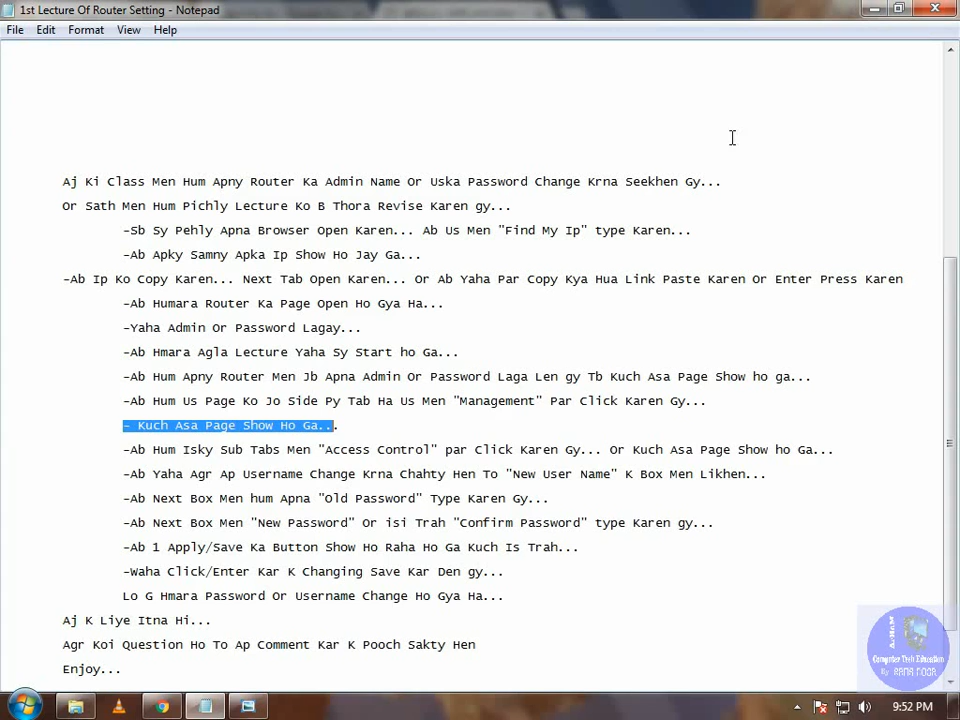 1st Lecture Of Router Setting - Notepad
File Edit Format View Help
Aj Ki Class Men Hum Apny Router Ka Admin Name Or Uska Password Change Krna Seekhen Gy...
Or Sath Men Hum Pichly Lecture Ko B Thora Revise Karen gy...
-Sb Sy Pehly Apna Browser Open Karen... Ab Us Men "Find My Ip" type Karen...
-Ab Apky Samny Apka Ip Show Ho Jay Ga...
-Ab Ip Ko Copy Karen... Next Tab Open Karen... Or Ab Yaha Par Copy Kya Hua Link Paste Karen Or Enter Press Karen
-Ab Humara Router Ka Page Open Ho Gya Ha...
-Yaha Admin Or Password Lagay...
-Ab Hmara Agla Lecture Yaha Sy Start ho Ga...
-Ab Hum Apny Router Men Jb Apna Admin Or Password Laga Len gy Tb Kuch Asa Page Show ho ga...
-Ab Hum Us Page Ko Jo Side Py Tab Ha Us Men "Management" Par Click Karen Gy...
- Kuch Asa Page Show Ho Ga...
-Ab Hum Isky Sub Tabs Men "Access Control" par Click Karen Gy... Or Kuch Asa Page Show ho Ga...
-Ab Yaha Agr Ap Username Change Krna Chahty Hen To "New User Name" K Box Men Likhen...
-Ab Next Box Men hum Apna "Old Password" Type Karen Gy...
-Ab Next Box Men "New Password" Or isi Trah "Confirm Password" type Karen gy...
-Ab 1 Apply/Save Ka Button Show Ho Raha Ho Ga Kuch Is Trah...
-Waha Click/Enter Kar K Changing Save Kar Den gy...
Lo G Hmara Password Or Username Change Ho Gya Ha...
Aj K Liye Itna Hi...
Agr Koi Question Ho To Ap Comment Kar K Pooch Sakty Hen
Enjoy...
Computer Tech Education
By RANA NOOR
9:52 PM